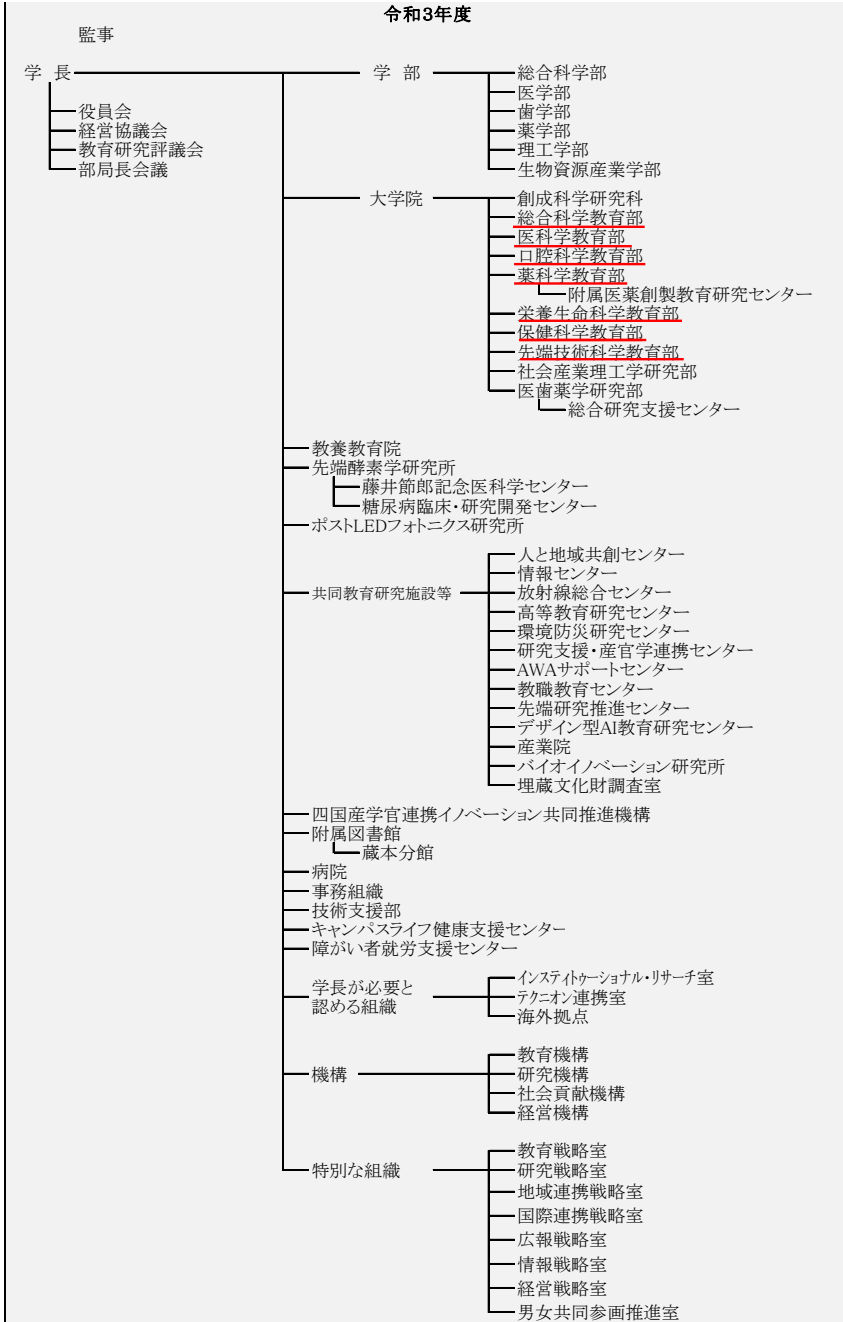 令和3年度
監事
学 長
役員会
経営協議会
教育研究評議会
部局長会議
学 部
総合科学部
医学部
歯学部
薬学部
理工学部
生物資源産業学部
大学院
創成科学研究科
総合科学教育部
医科学教育部
口腔科学教育部
薬科学教育部
附属医薬創製教育研究センター
栄養生命科学教育部
保健科学教育部
先端技術科学教育部
社会産業理工学研究部
医歯薬学研究部
総合研究支援センター
教養教育院
先端酵素学研究所
藤井節郎記念医科学センター
糖尿病臨床・研究開発センター
ポストLEDフォトニクス研究所
共同教育研究施設等
人と地域共創センター
情報センター
放射線総合センター
高等教育研究センター
環境防災研究センター
研究支援・産官学連携センター
AWAサポートセンター
教職教育センター
先端研究推進センター
デザイン型AI教育研究センター
産業院
バイオイノベーション研究所
埋蔵文化財調査室
四国産学官連携イノベーション共同推進機構
附属図書館
蔵本分館
病院
事務組織
技術支援部
キャンパスライフ健康支援センター
障がい者就労支援センター
学長が必要と
認める組織
インスティトゥーショナル・リサーチ室
テクニオン連携室
海外拠点
機構
教育機構
研究機構
社会貢献機構
経営機構
特別な組織
教育戦略室
研究戦略室
地域連携戦略室
国際連携戦略室
広報戦略室
情報戦略室
経営戦略室
男女共同参画推進室